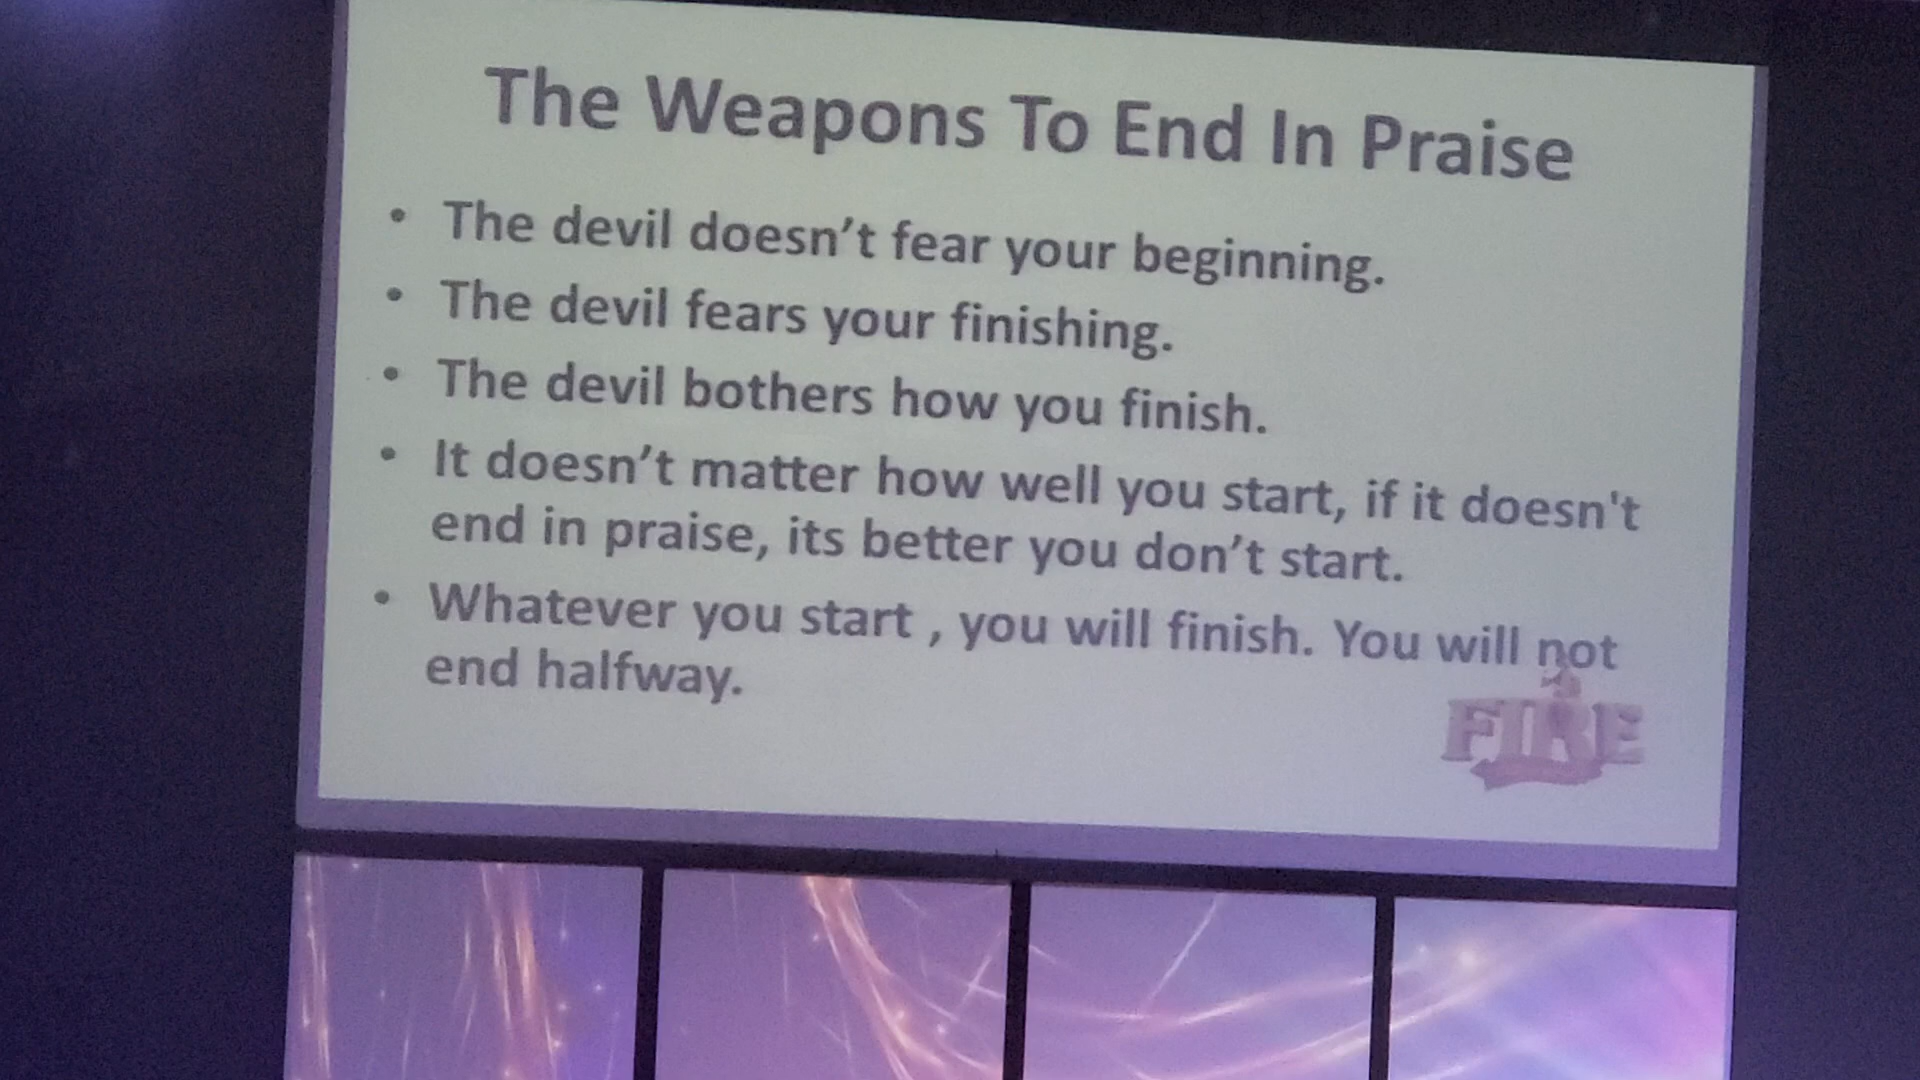 The Weapons To End In Praise
• The devil doesn’t fear your beginning.
• The devil fears your finishing.
• The devil bothers how you finish.
• It doesn’t matter how well you start, if it doesn't
end in praise, its better you don’t start.
• Whatever you start , you will finish. You will not
end halfway.
FIRE